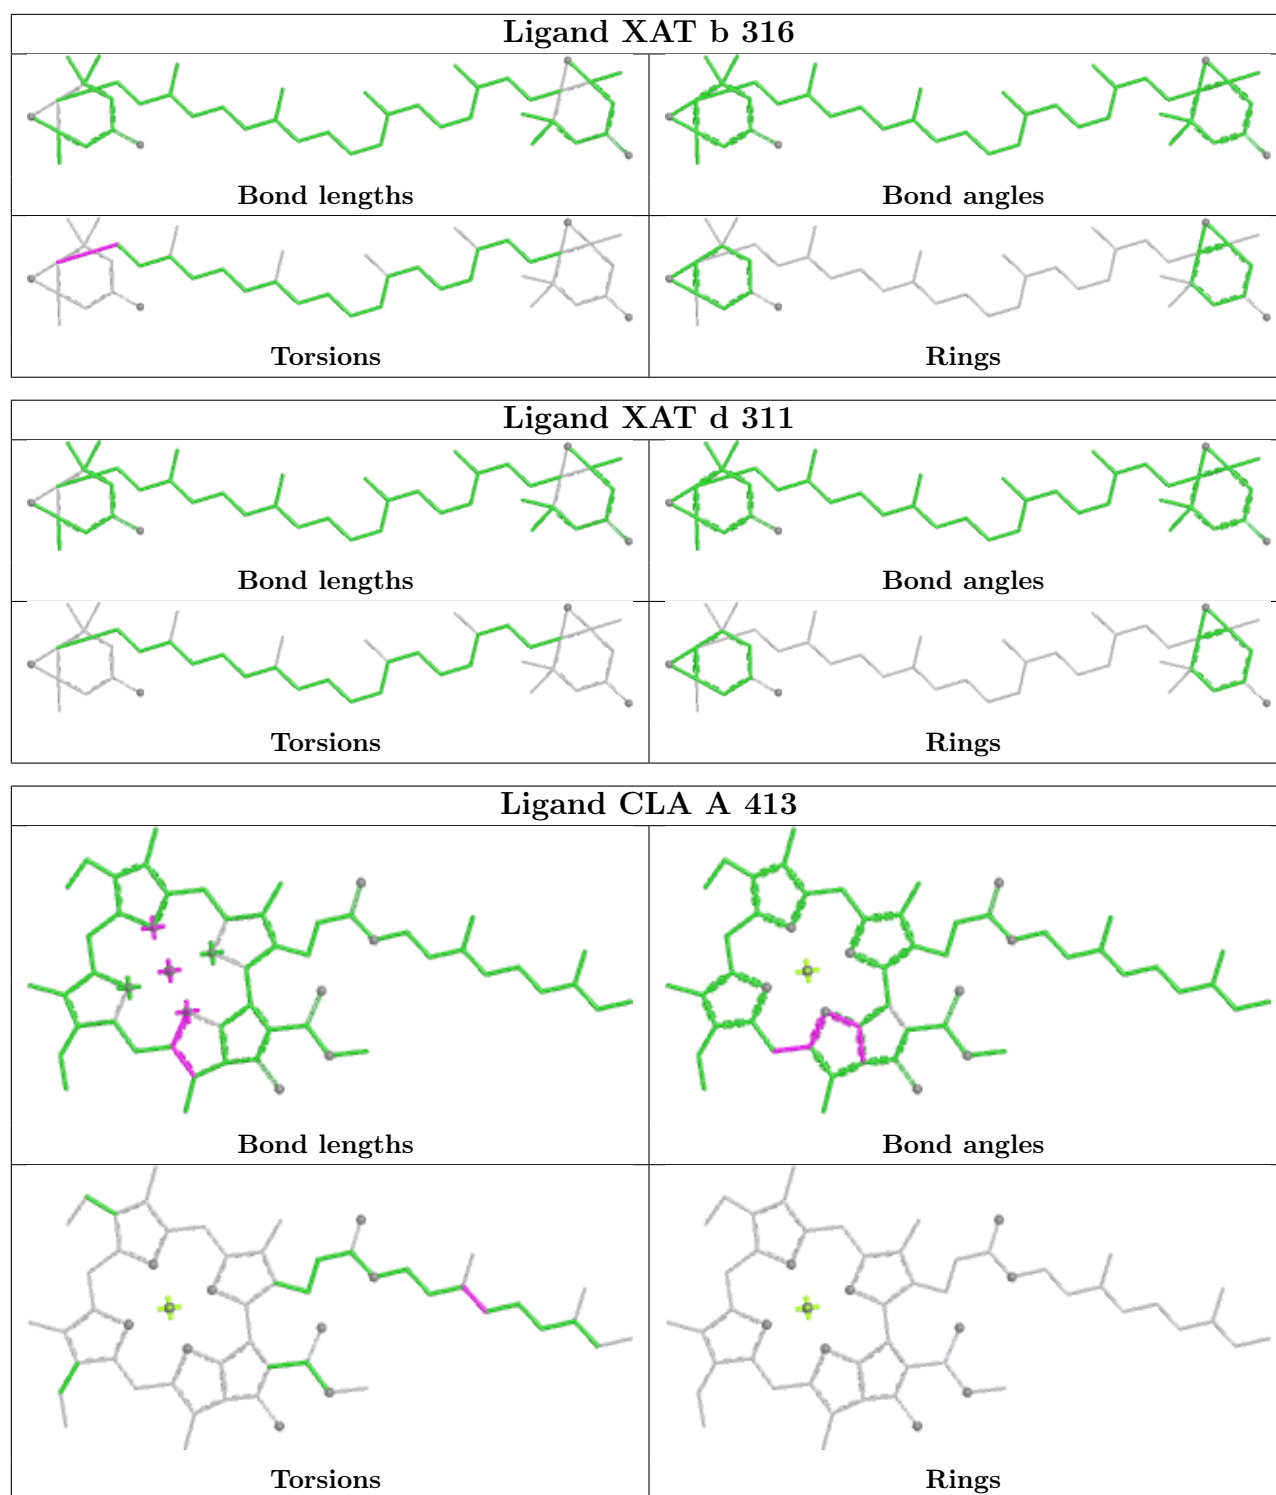 Ligand XAT b 316
Bond lengths
Bond angles
Torsions
Rings
Ligand XAT d 311
Bond lengths
Bond angles
Torsions
Rings
Ligand CLA A 413
Bond lengths
Bond angles
Torsions
Rings